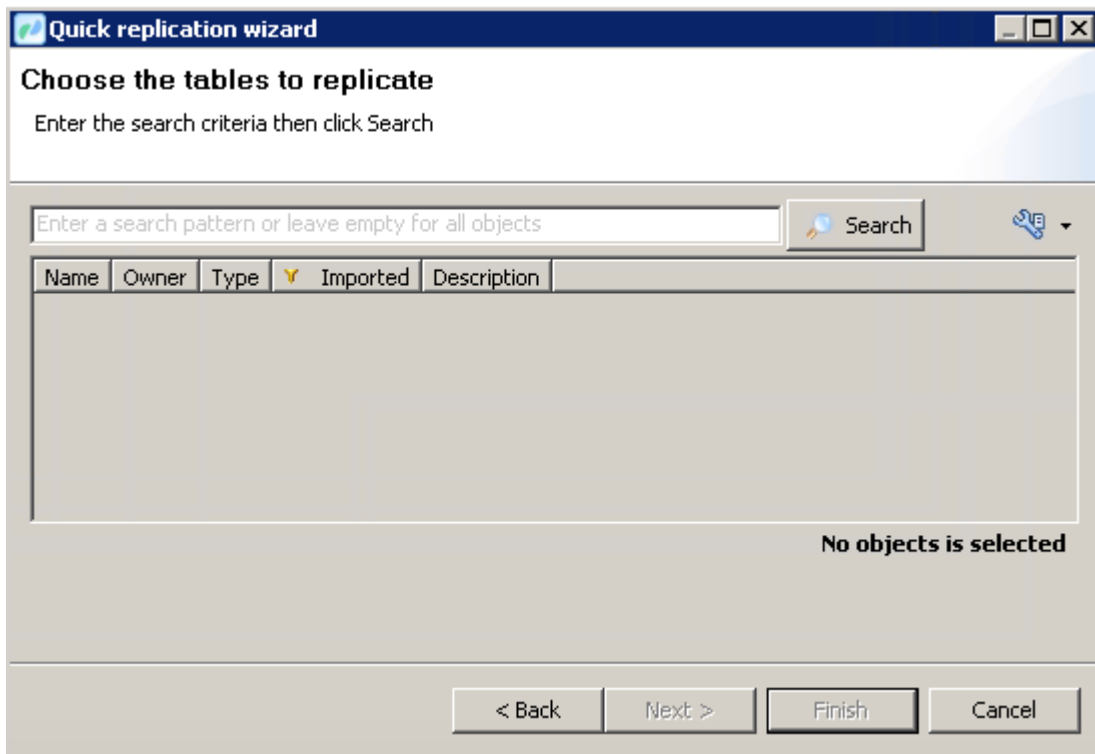 Quick replication wizard
Choose the tables to replicate
Enter the search criteria then click Search
Enter a search pattern or leave empty for all objects Search
Name Owner Type Imported Description
No objects is selected
< Back Next > Finish Cancel